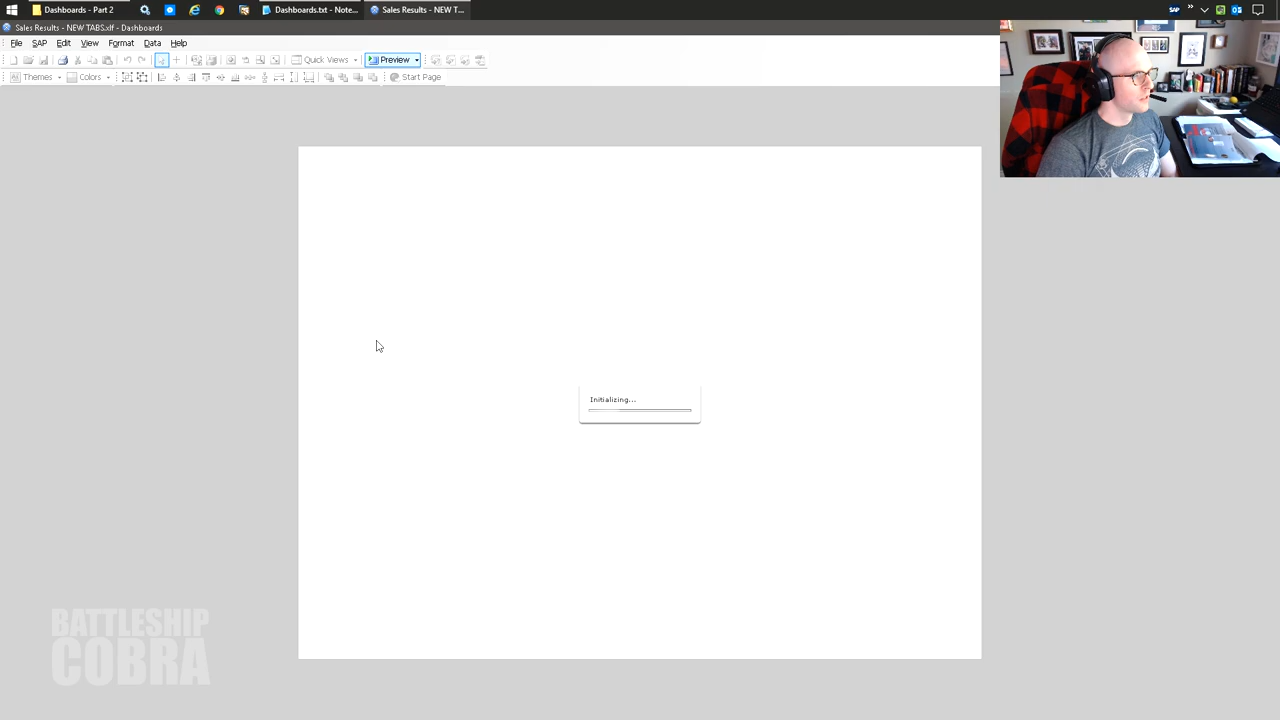 Dashboards - Part 2
Dashboards.txt - Note...
Sales Results - NEW T...
Sales Results - NEW TABS.xlf - Dashboards
File SAP Edit View Format Data Help
Quick Views Preview
Themes Colors Start Page
Initializing...
BATTLESHIP
COBRA